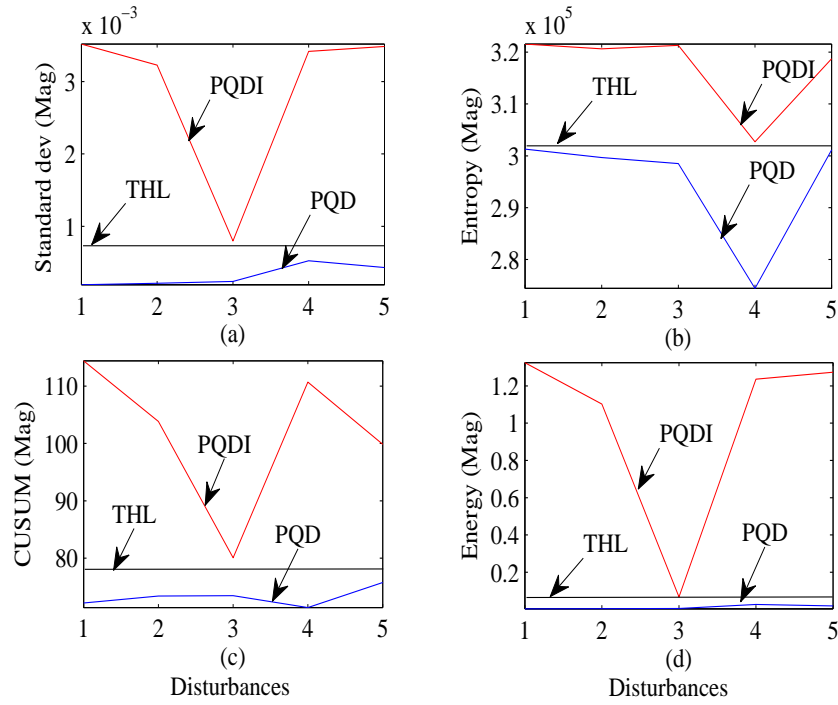 x 10⁻³
Standard dev (Mag)
3
2
1
PQDI
THL
PQD
1 2 3 4 5
(a)
x 10⁵
Entropy (Mag)
3.2
3.1
3
2.9
2.8
THL
PQDI
PQD
1 2 3 4 5
(b)
CUSUM (Mag)
110
100
90
80
PQDI
THL
PQD
1 2 3 4 5
(c)
Disturbances
Energy (Mag)
1.2
1
0.8
0.6
0.4
0.2
PQDI
THL
PQD
1 2 3 4 5
(d)
Disturbances